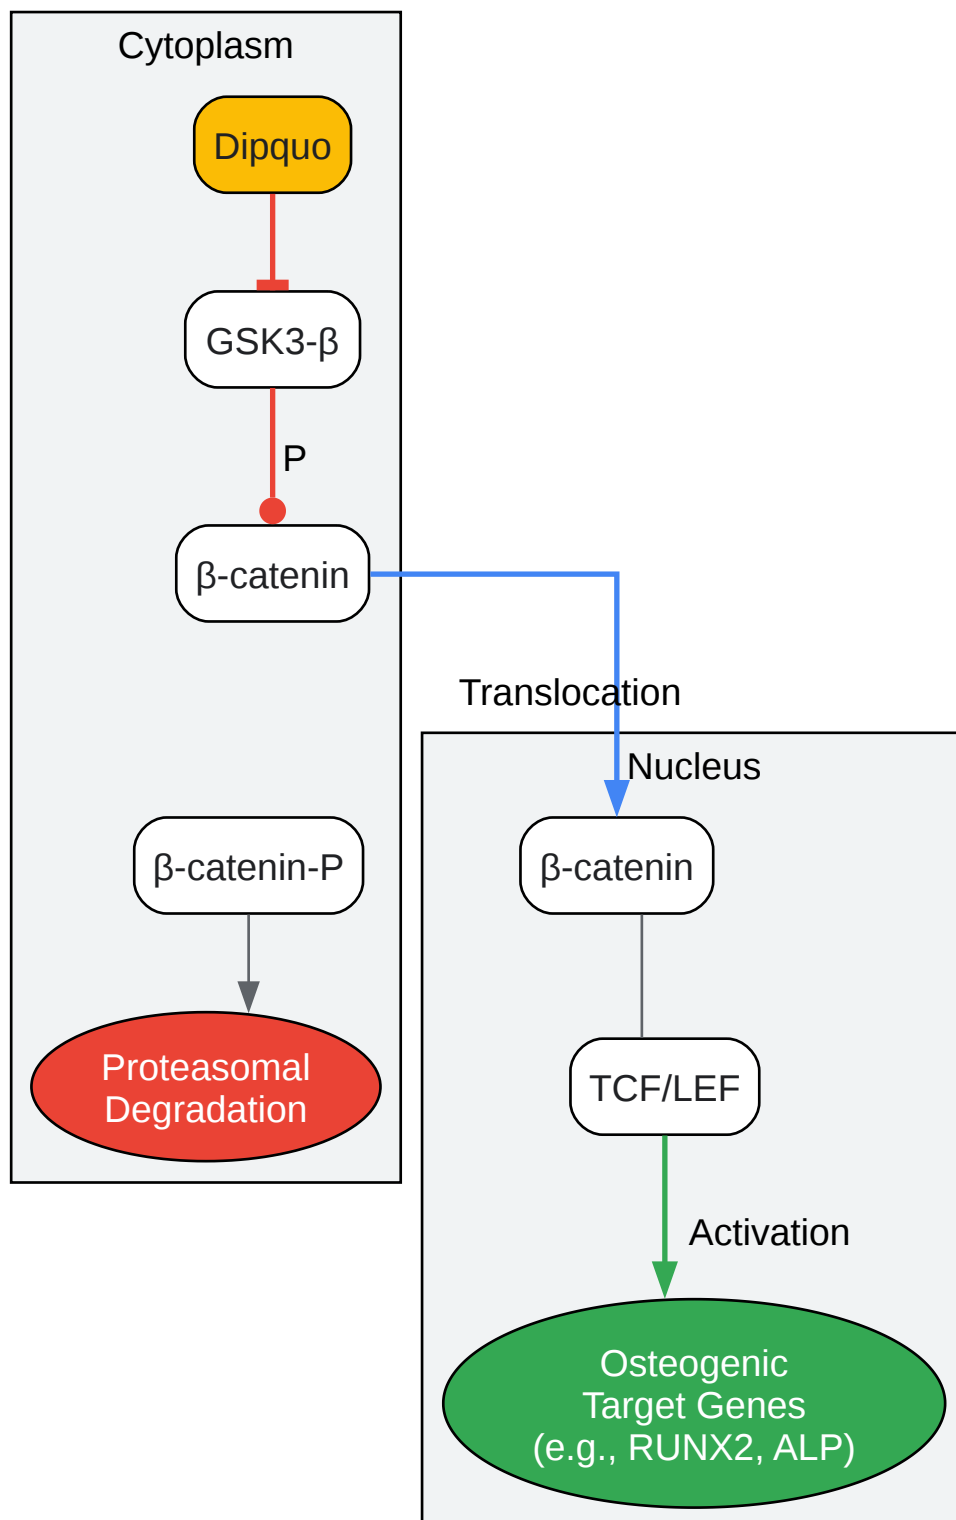 Cytoplasm
Dipquo
GSK3-β
P
β-catenin
Translocation
Nucleus
β-catenin-P
β-catenin
Proteasomal
Degradation
TCF/LEF
Activation
Osteogenic
Target Genes
(e.g., RUNX2, ALP)